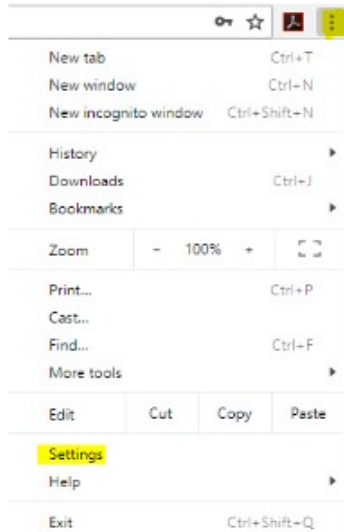 New tab Ctrl+T
New window Ctrl+N
New incognito window Ctrl+Shift+N
History
Downloads Ctrl+J
Bookmarks
Zoom - 100% +
Print... Ctrl+P
Cast...
Find... Ctrl+F
More tools
Edit Cut Copy Paste
Settings
Help
Exit Ctrl+Shift+Q